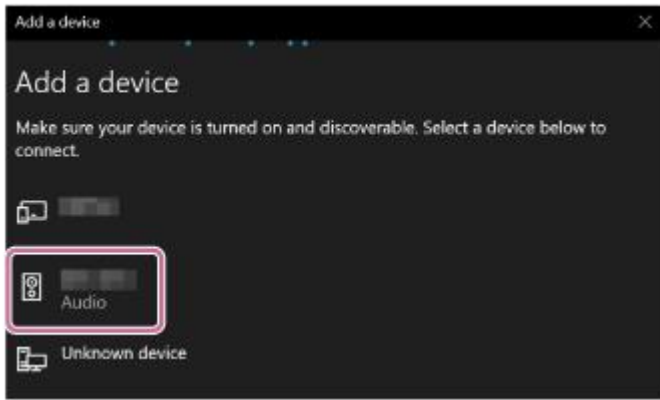 Add a device
Add a device
Make sure your device is turned on and discoverable. Select a device below to
connect.
Audio
Unknown device